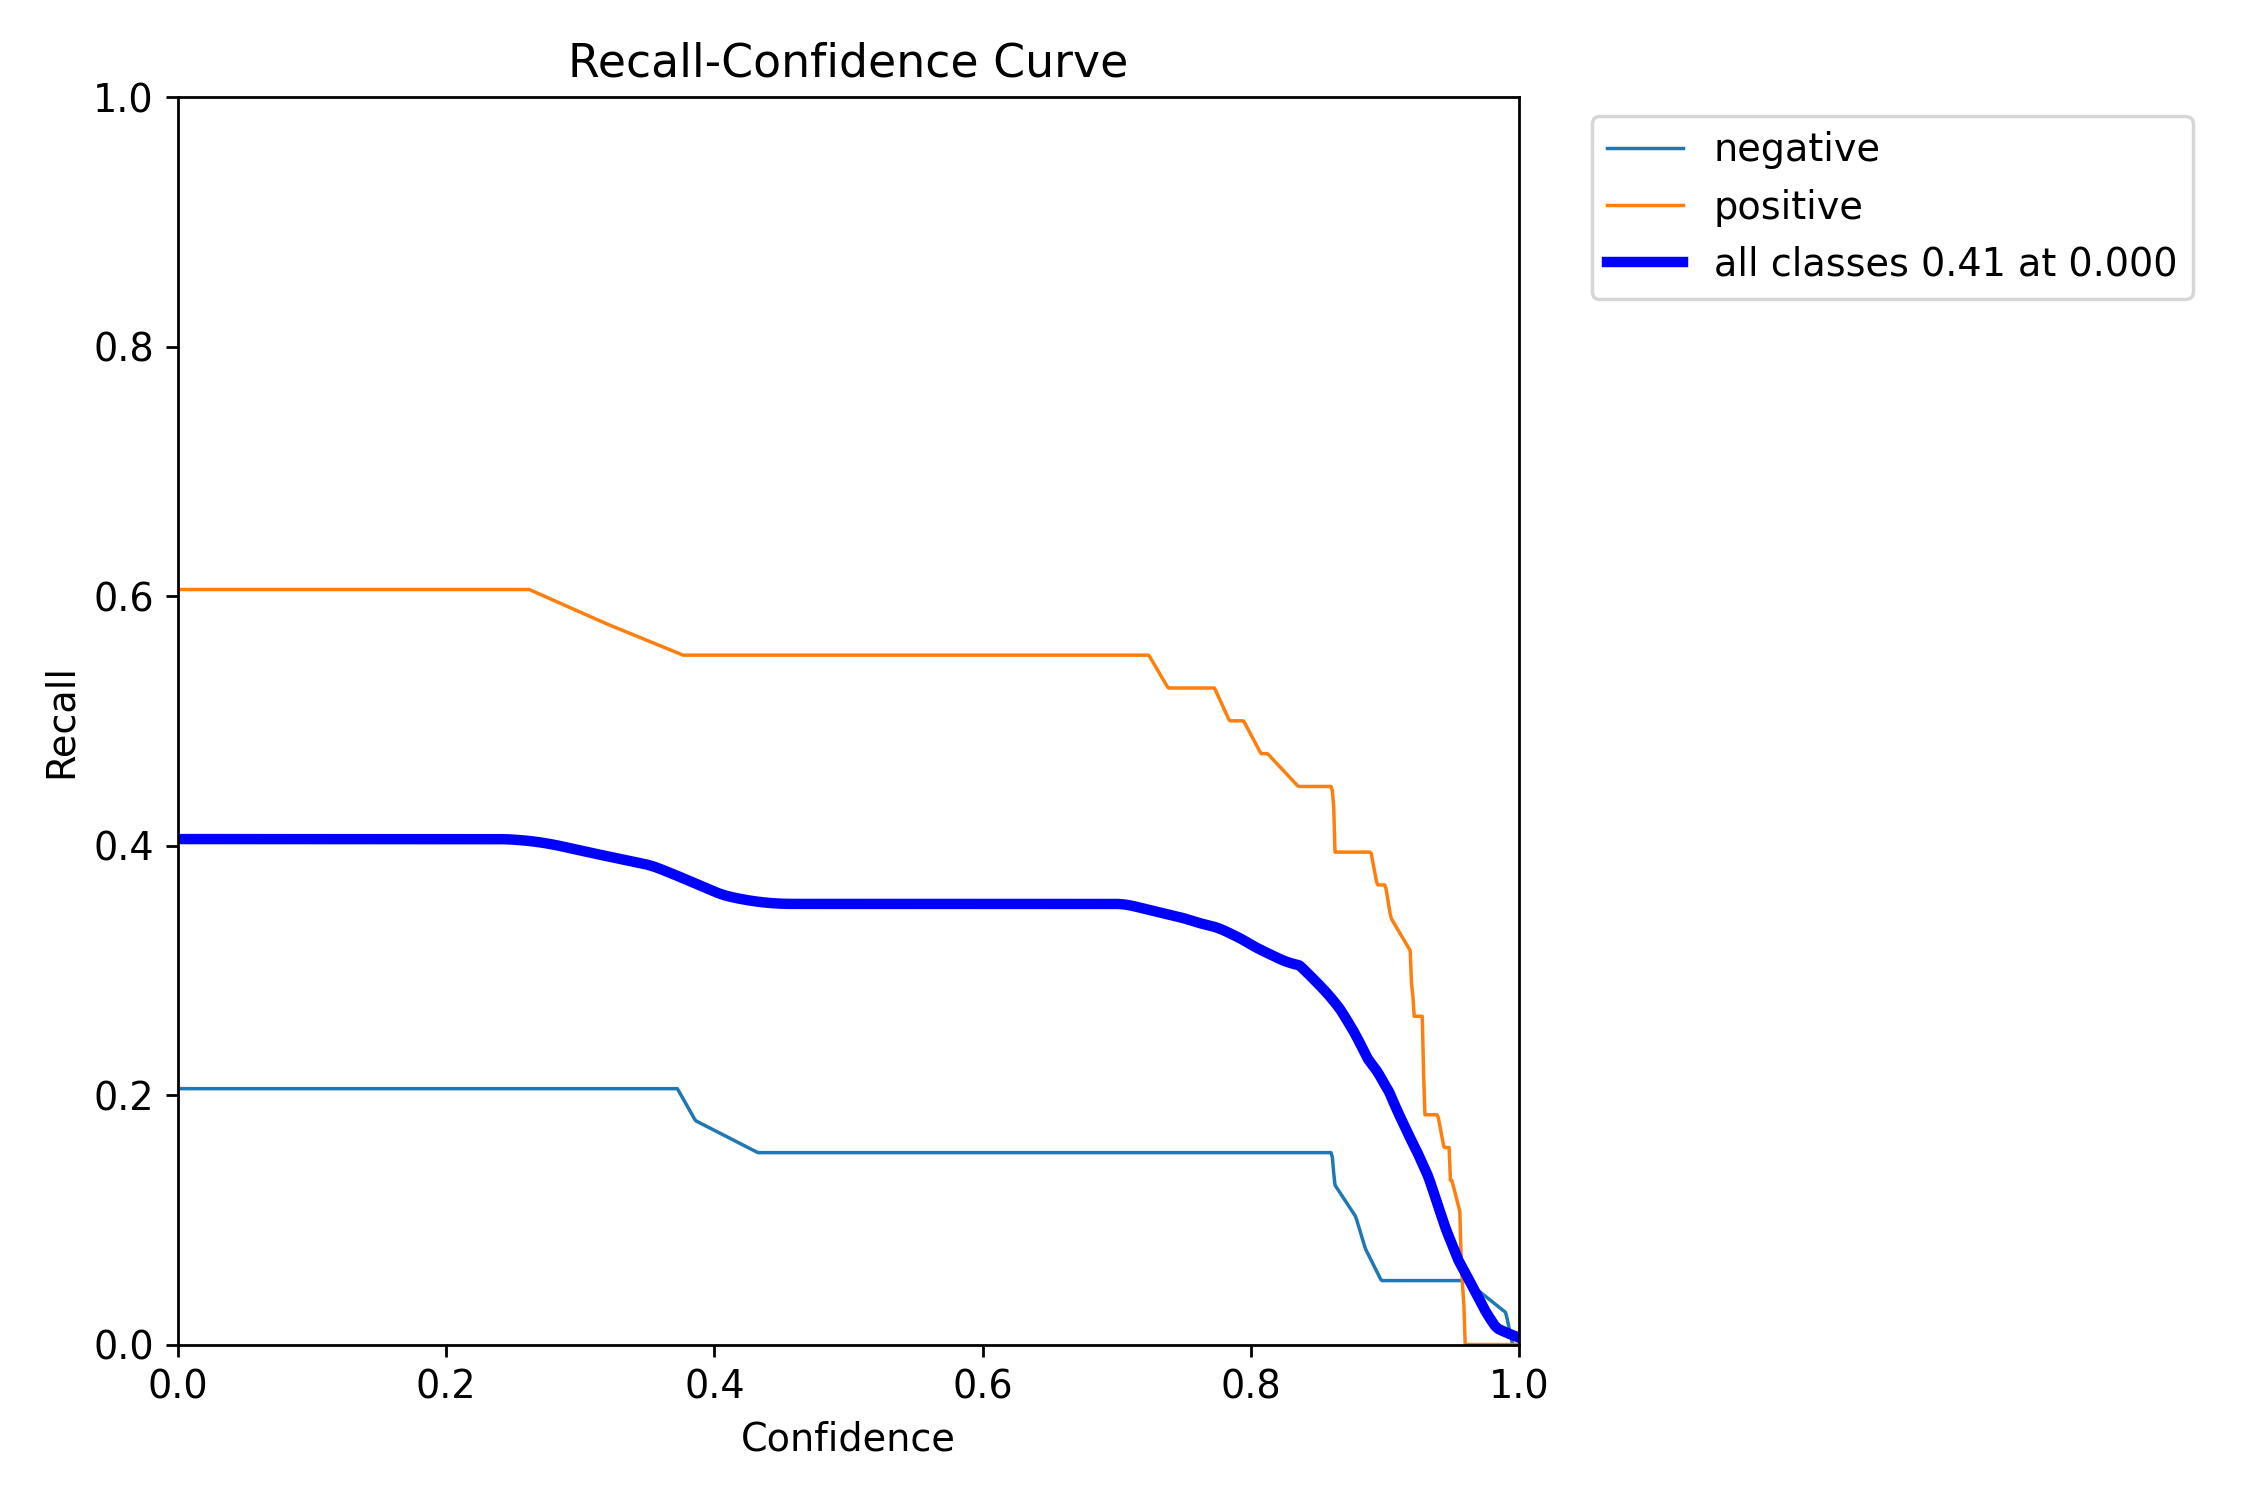 Recall-Confidence Curve
1.0
0.8
0.6
0.4
0.2
0.0
Recall
0.0 0.2 0.4 0.6 0.8 1.0
Confidence
negative
positive
all classes 0.41 at 0.000